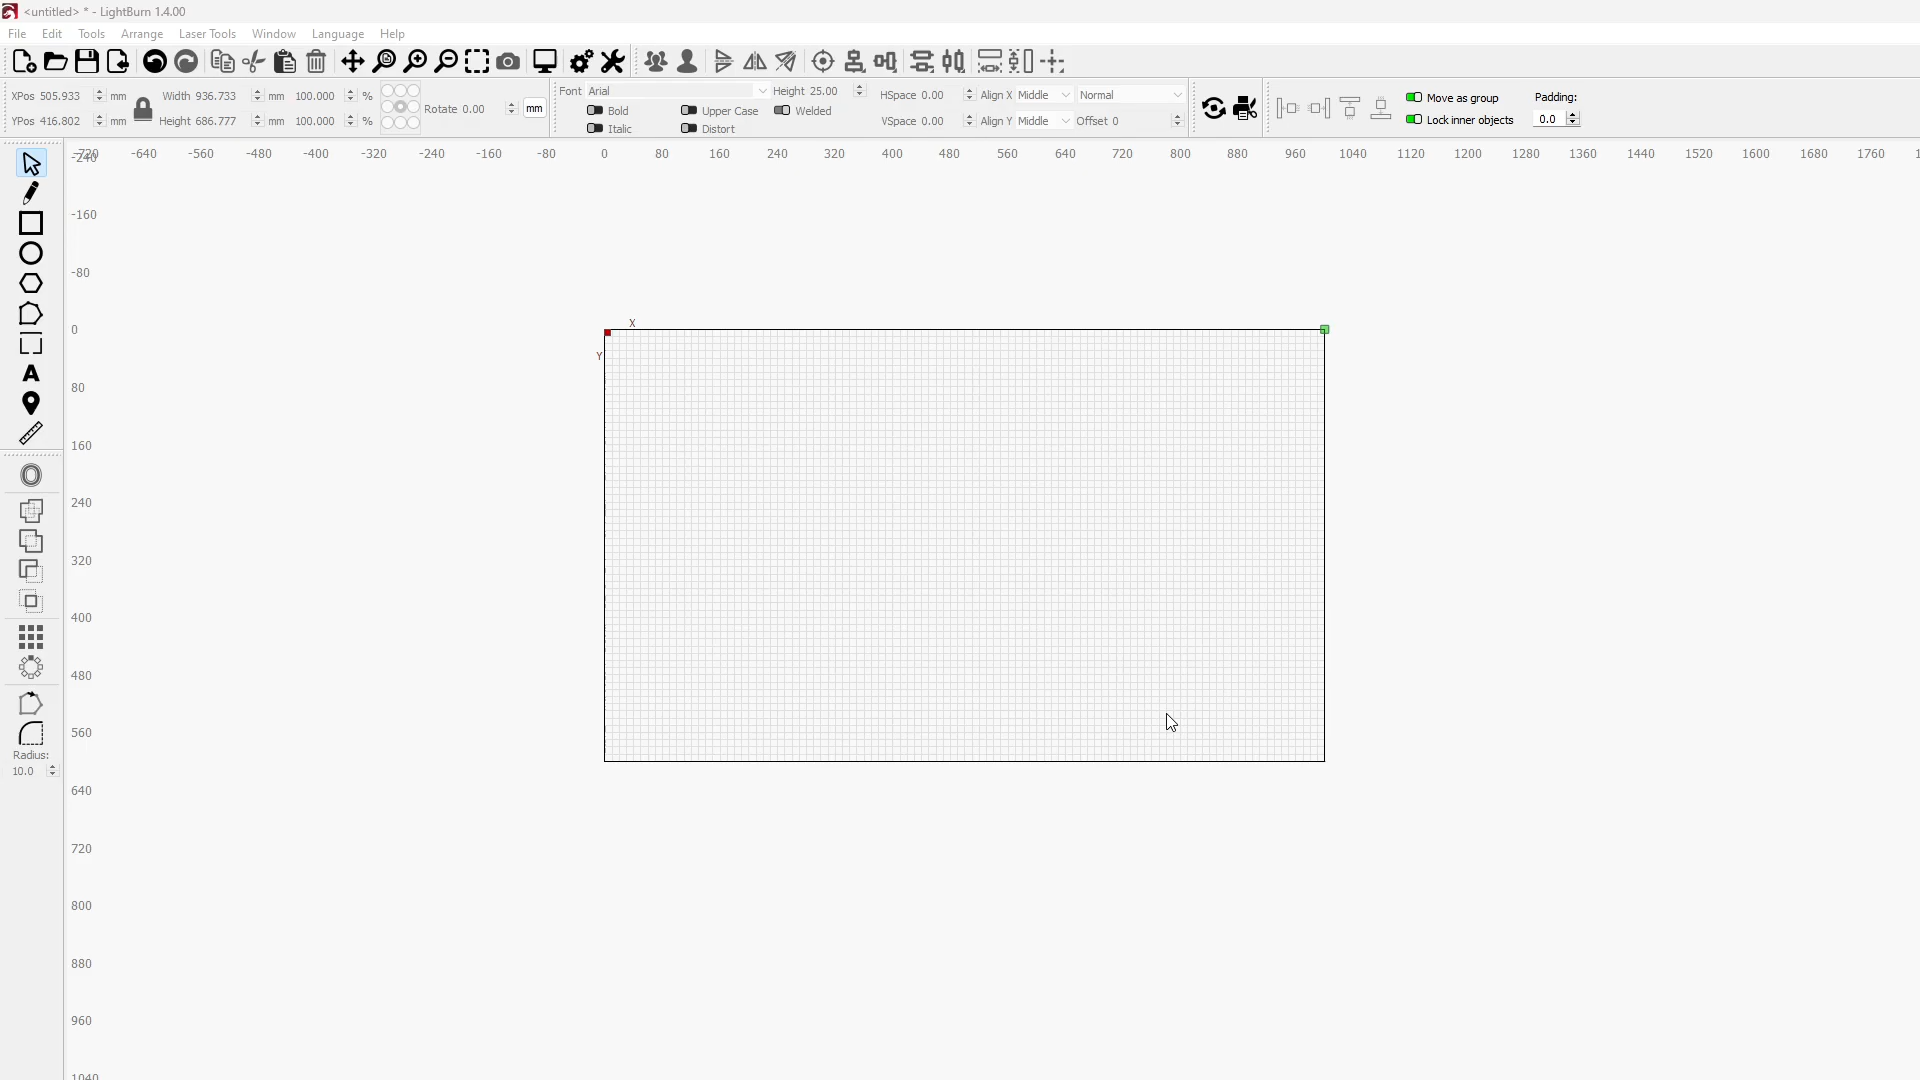 <untitled> * - LightBurn 1.4.00
File Edit Tools Arrange Laser Tools Window Language Help
XPos 505.933 mm Width 936.733 mm 100.000 %
YPos 416.802 mm Height 686.777 mm 100.000 %
Rotate 0.00 mm
Font Arial Height 25.00
Bold Upper Case Welded
Italic Distort
HSpace 0.00 Align X Middle Normal
VSpace 0.00 Align Y Middle Offset 0
Move as group
Lock inner objects
Padding:
0.0
-720 -640 -560 -480 -400 -320 -240 -160 -80 0 80 160 240 320 400 480 560 640 720 800 880 960 1040 1120 1200 1280 1360 1440 1520 1600 1680 1760
-240
-160
-80
0
80
160
240
320
400
480
560
640
720
800
880
960
1040
X
Y
A
Radius:
10.0